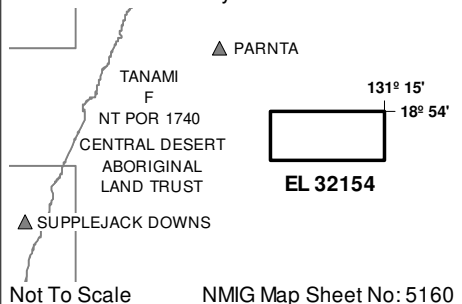 PARNTA
TANAMI
F
NT POR 1740
CENTRAL DESERT
ABORIGINAL
LAND TRUST
131º 15'
18º 54'
EL 32154
SUPPLEJACK DOWNS
Not To Scale NMIG Map Sheet No: 5160